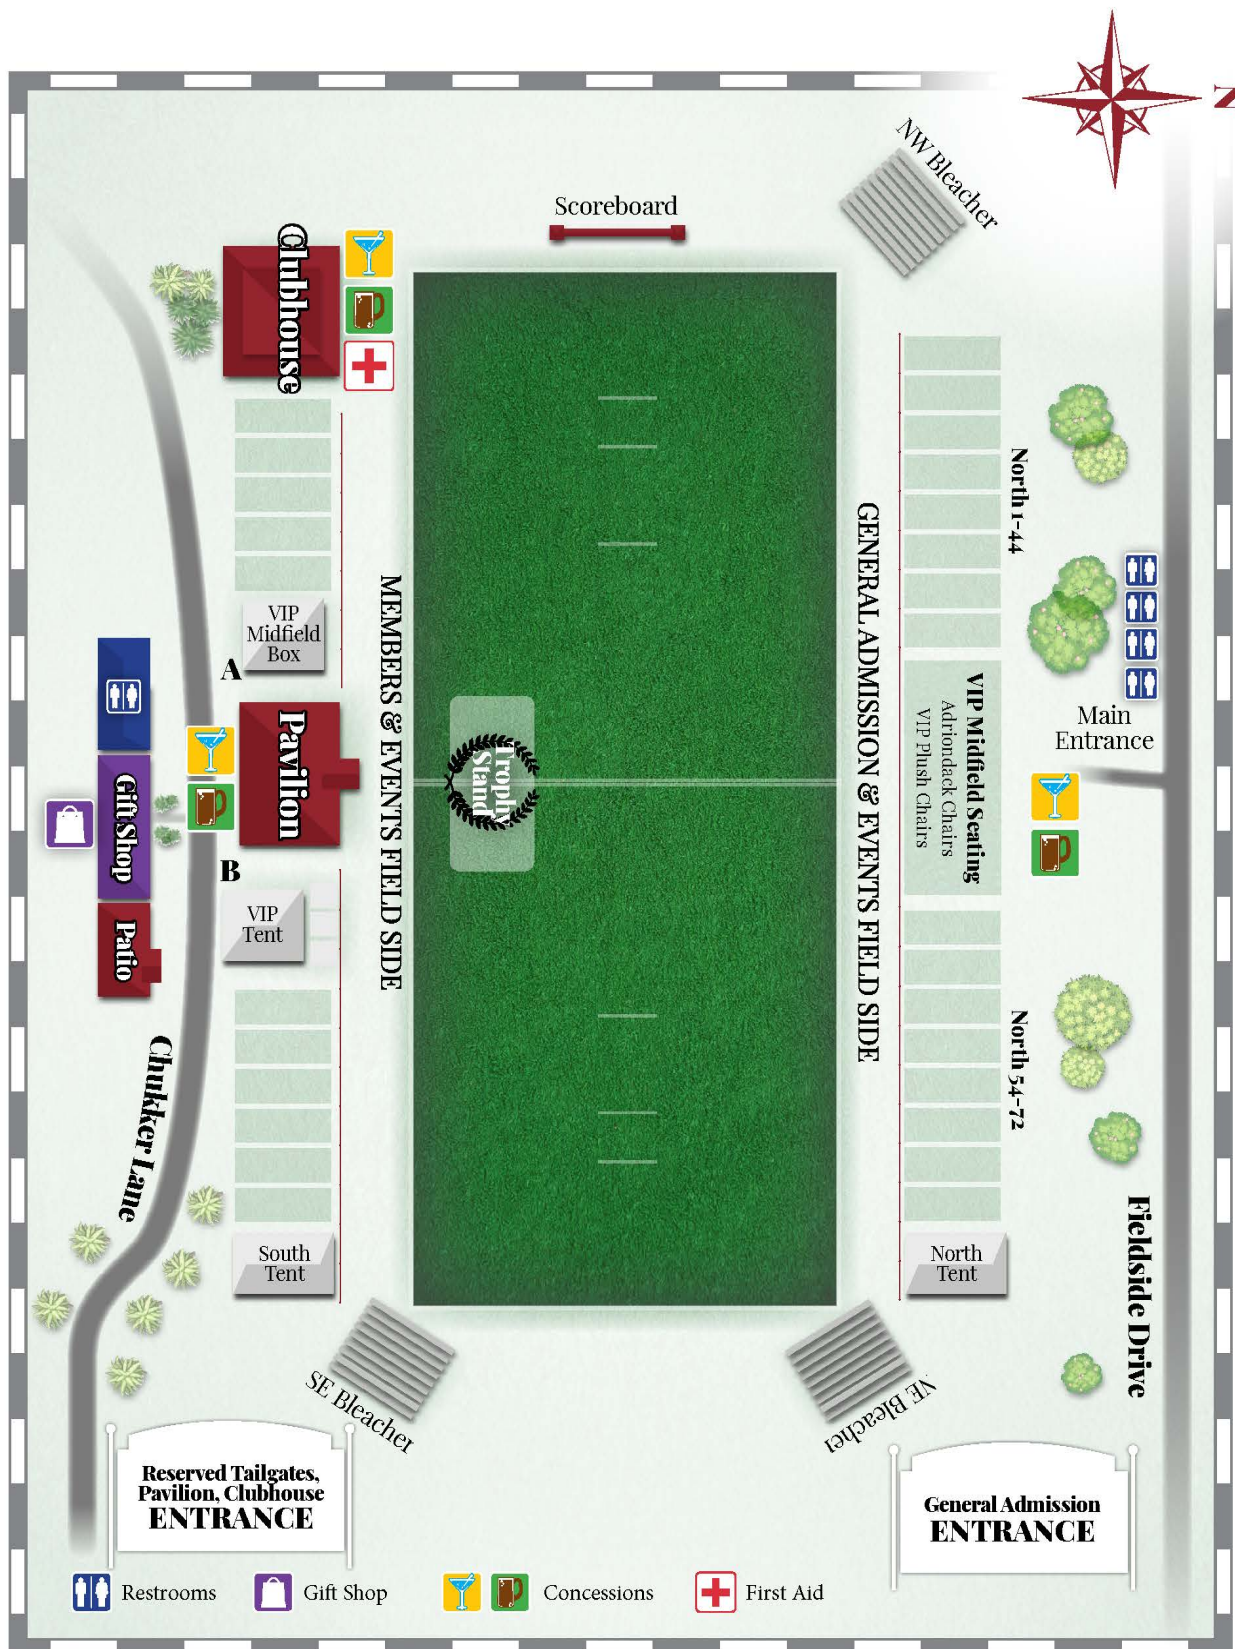 N
NW Bleacher
Scoreboard
Clubhouse
North 1-44
VIP
Midfield
Box
A
MEMBERS & EVENTS FIELD SIDE
GENERAL ADMISSION & EVENTS FIELD SIDE
VIP Midfield Seating
Adriondack Chairs
VIP Plush Chairs
Main
Entrance
Pavilion
Trophy
Stand
Gift Shop
B
VIP
Tent
Patio
North 54-72
Chukker Lane
Fieldside Drive
South
Tent
North
Tent
SE Bleacher
NE Bleacher
Reserved Tailgates,
Pavilion, Clubhouse
ENTRANCE
General Admission
ENTRANCE
Restrooms
Gift Shop
Concessions
First Aid